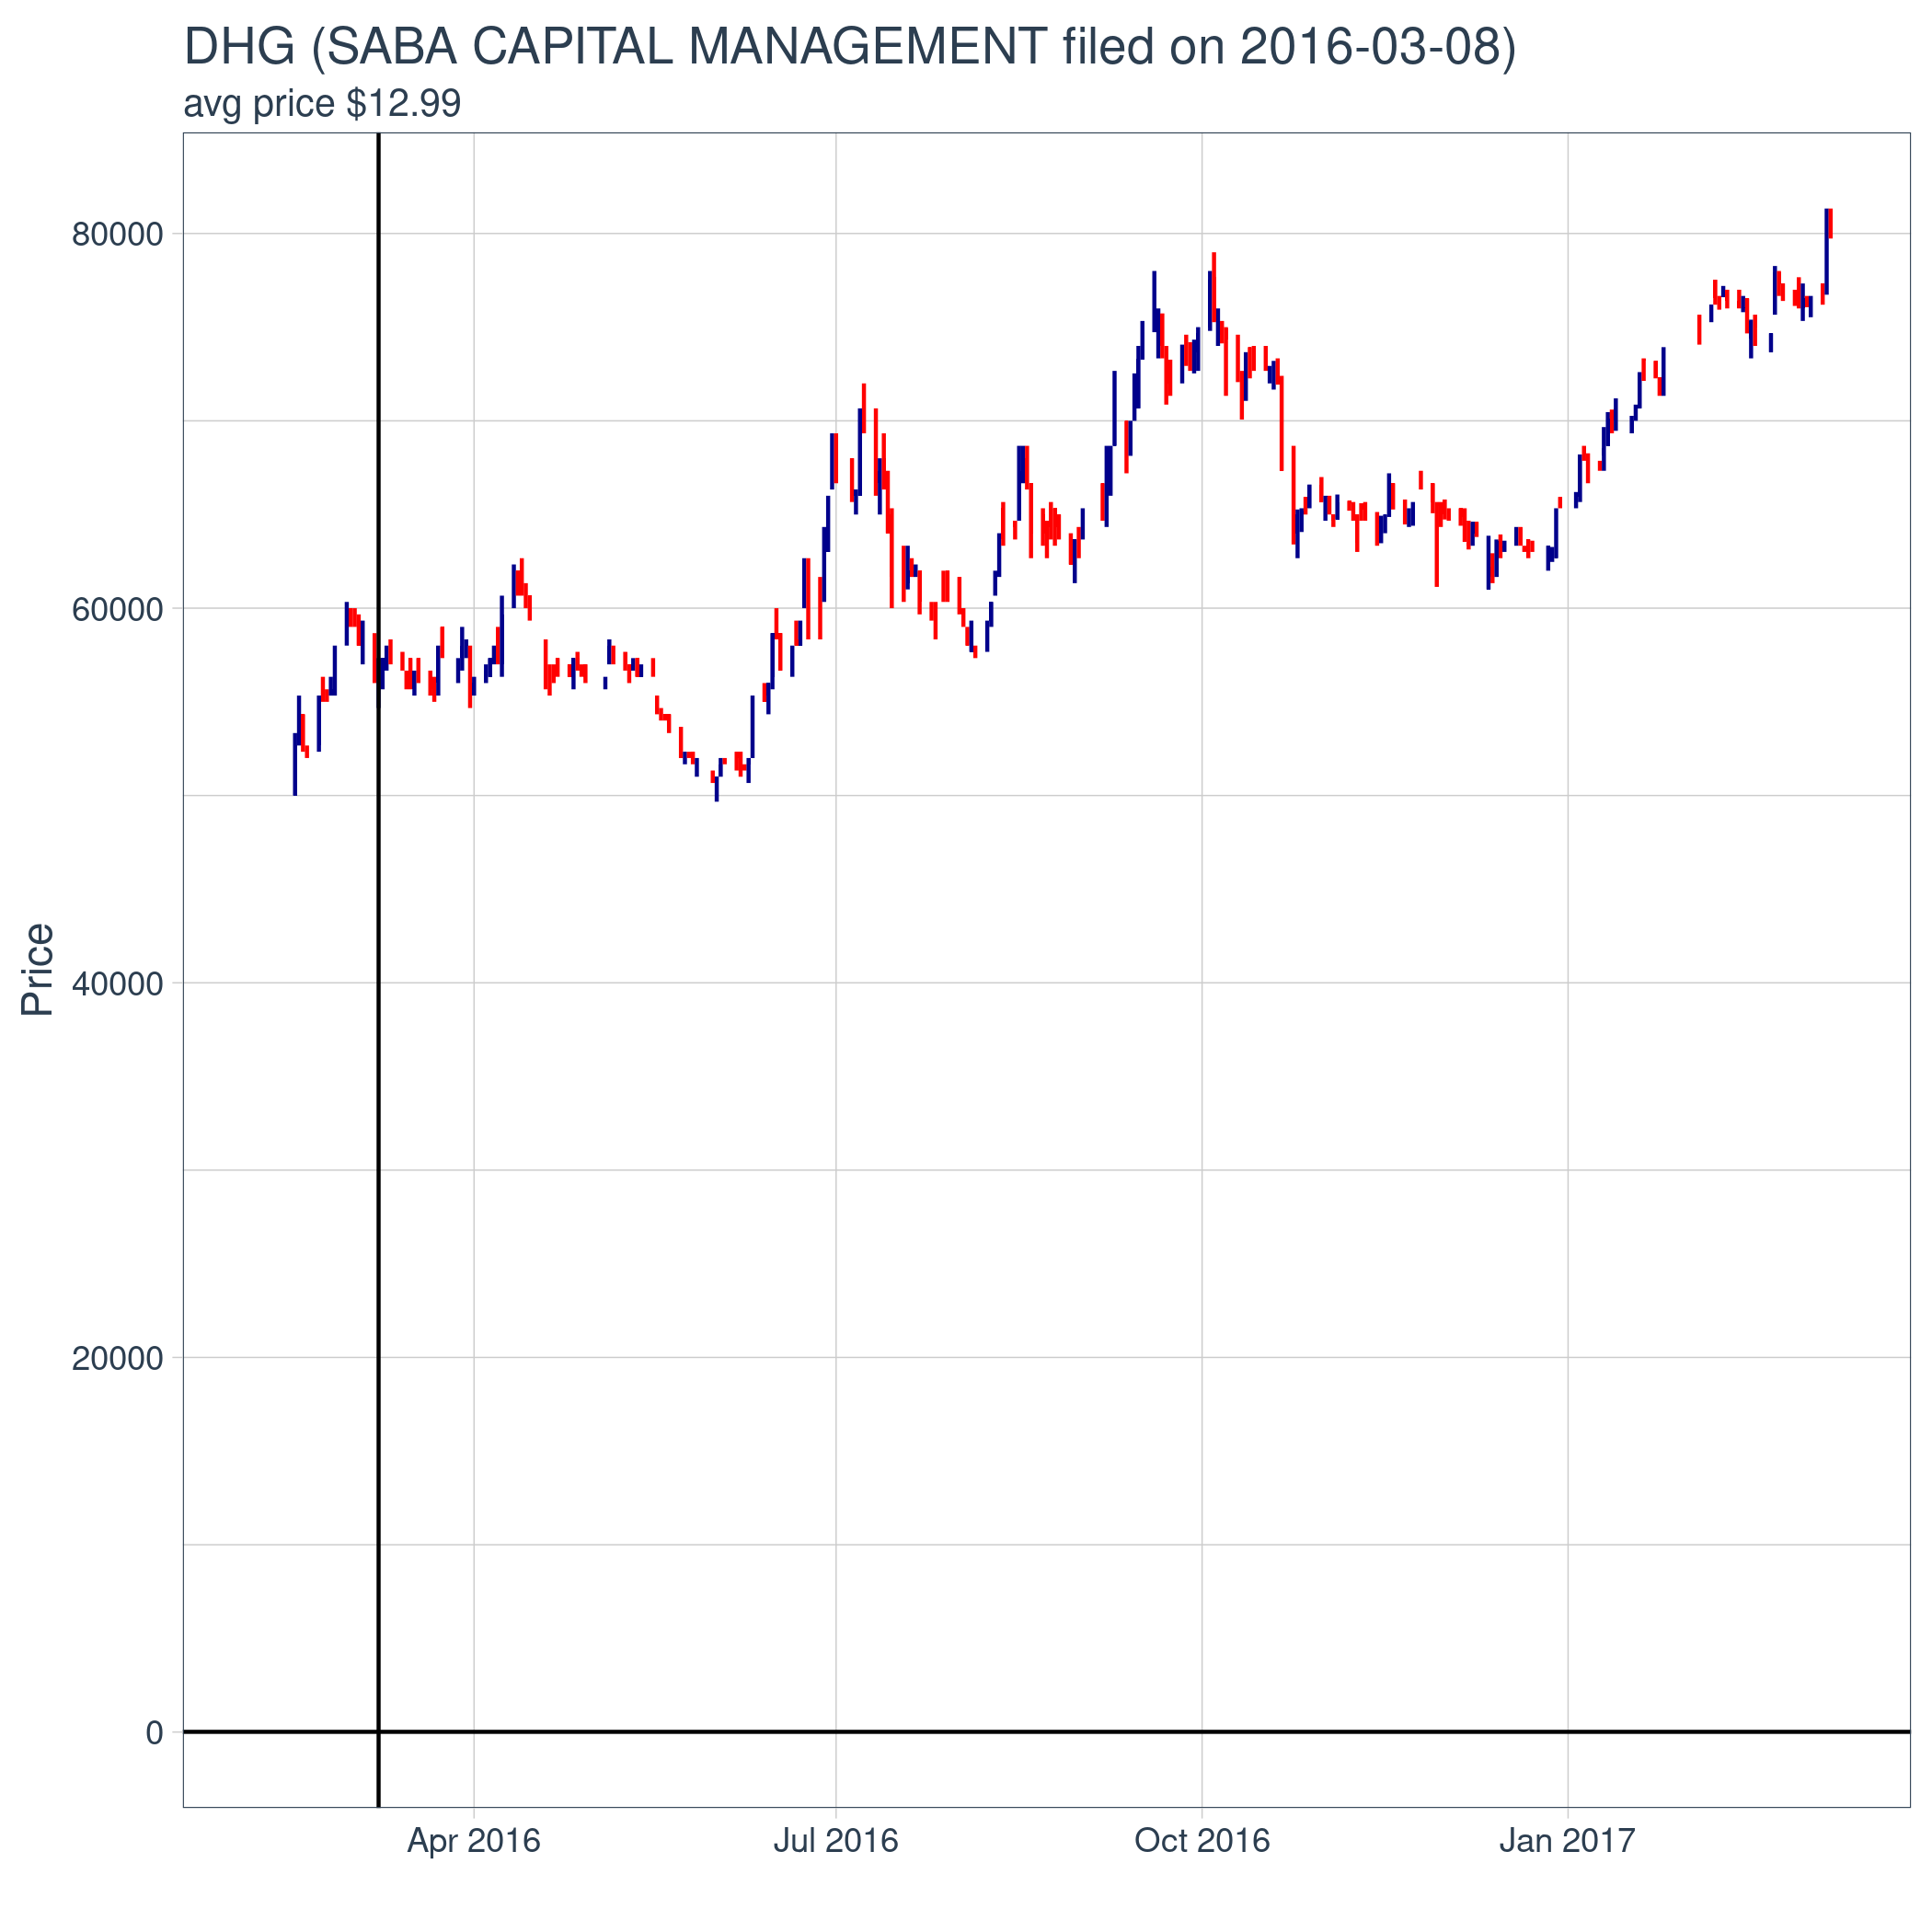 DHG (SABA CAPITAL MANAGEMENT filed on 2016-03-08)
avg price $12.99
80000
60000
40000
20000
0
Price
Apr 2016
Jul 2016
Oct 2016
Jan 2017